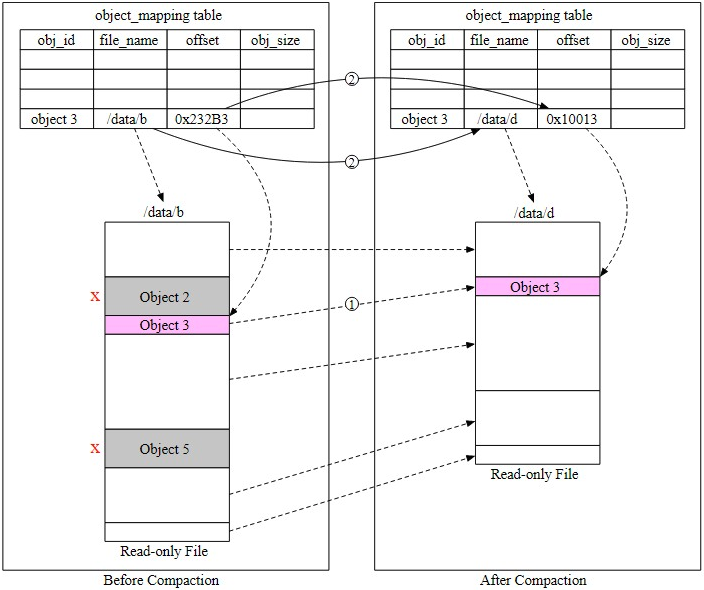 object_mapping table
obj_id file_name offset obj_size
object 3 /data/b 0x232B3
/data/b
X Object 2
Object 3
X Object 5
Read-only File
Before Compaction
2
2
1
object_mapping table
obj_id file_name offset obj_size
object 3 /data/d 0x10013
/data/d
Object 3
Read-only File
After Compaction